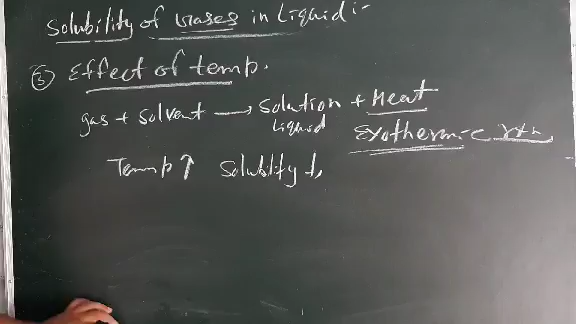 Solubility of Gases in Liquid :-
③ Effect of temp.
gas + solvent → Solution + Heat
Liquid
Exothermic rxn
Temp ↑ Solubility ↓